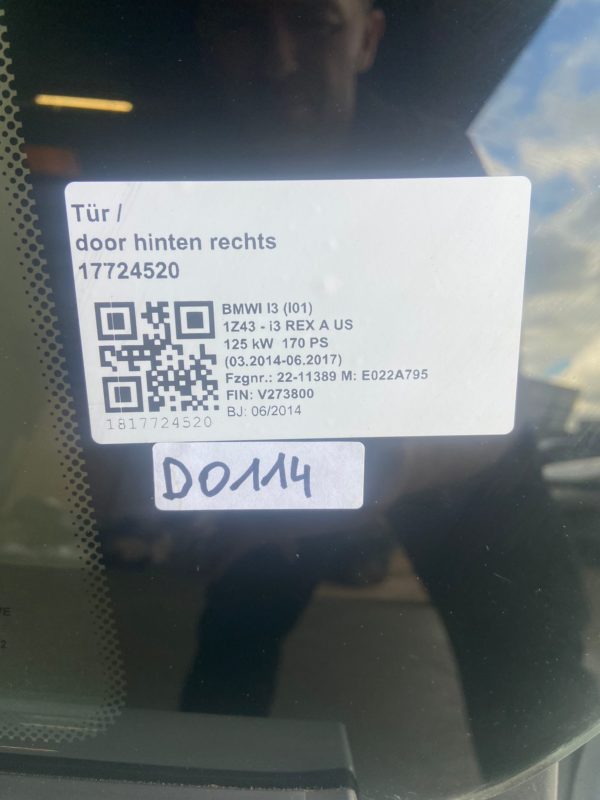 Tür /
door hinten rechts
17724520
BMWI I3 (I01)
1Z43 - i3 REX A US
125 kW 170 PS
(03.2014-06.2017)
Fzgnr.: 22-11389 M: E022A795
FIN: V273800
BJ: 06/2014
1817724520
D0114